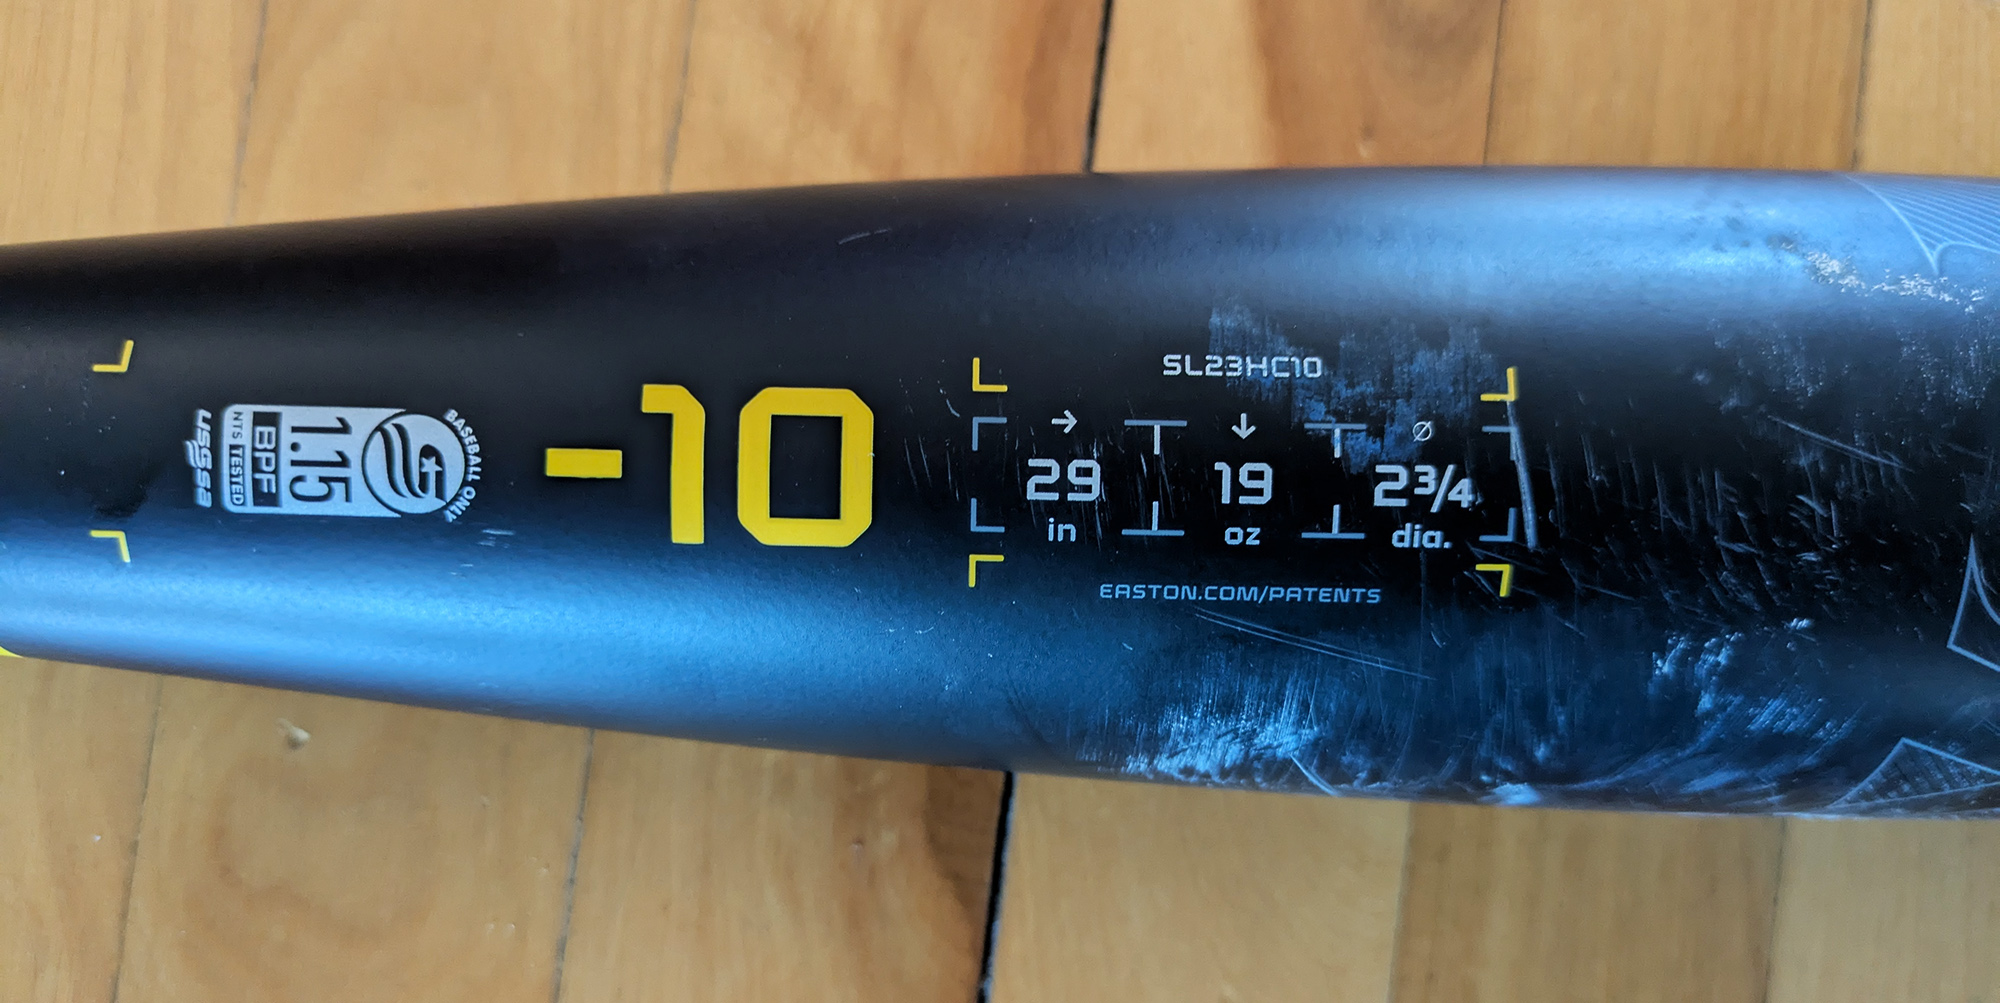 BASEBALL ONLY
1.15
BPF
NTS TESTED
USSSA
-10
SL23HC10
→ ↓ ⌀
29 19 2¾
in oz dia.
EASTON.COM/PATENTS